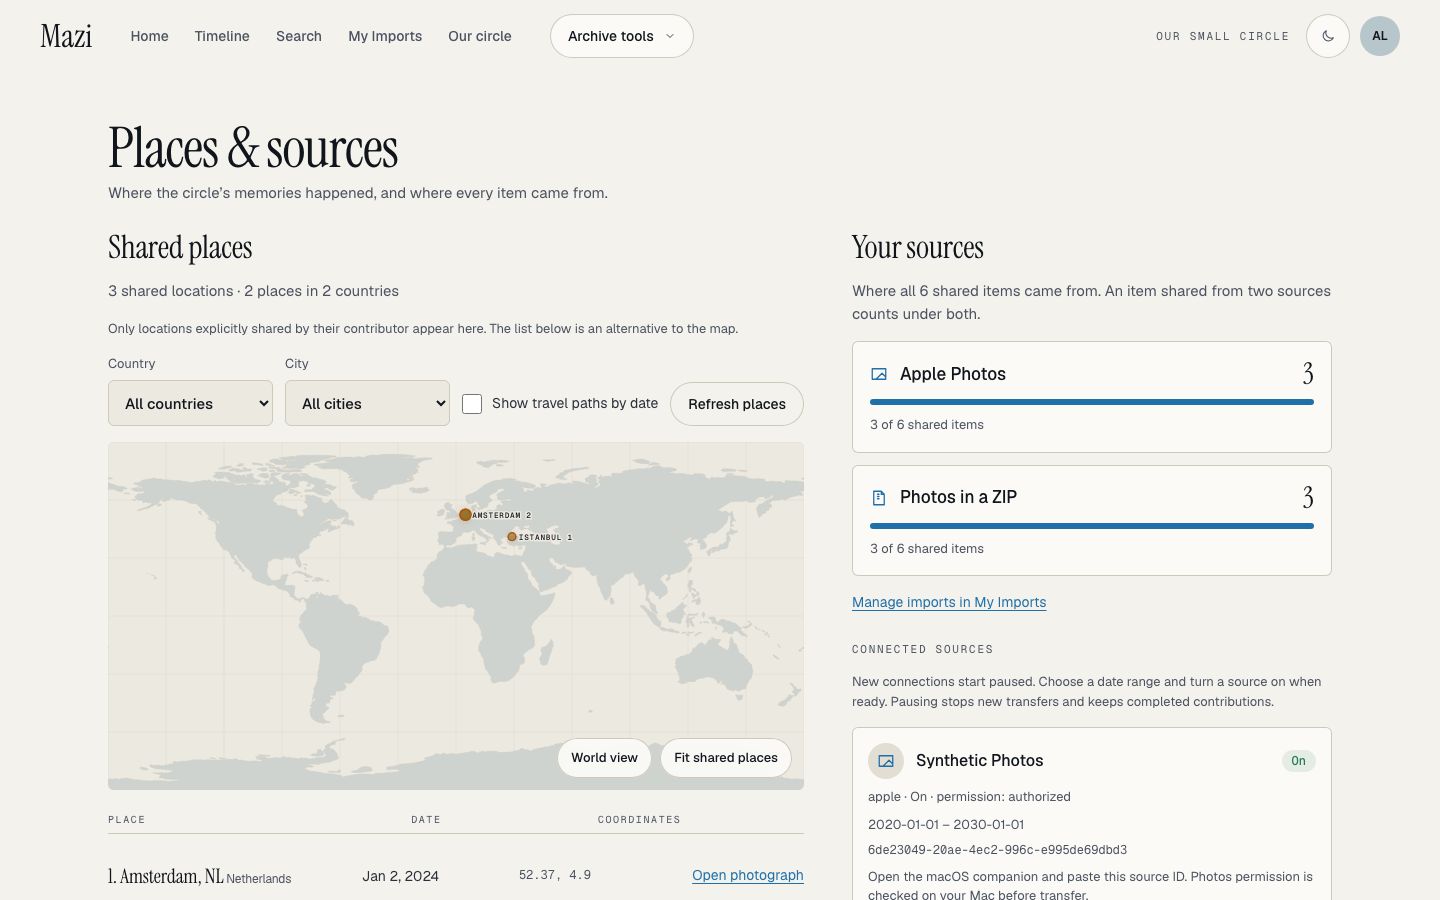 Mazi
Home
Timeline
Search
My Imports
Our circle
Archive tools
OUR SMALL CIRCLE
AL
Places & sources
Where the circle’s memories happened, and where every item came from.
Shared places
3 shared locations · 2 places in 2 countries
Only locations explicitly shared by their contributor appear here. The list below is an alternative to the map.
Country
City
All countries
All cities
Show travel paths by date
Refresh places
AMSTERDAM 2
ISTANBUL 1
World view
Fit shared places
PLACE
DATE
COORDINATES
1. Amsterdam, NL Netherlands
Jan 2, 2024
52.37, 4.9
Open photograph
Your sources
Where all 6 shared items came from. An item shared from two sources
counts under both.
Apple Photos
3
3 of 6 shared items
Photos in a ZIP
3
3 of 6 shared items
Manage imports in My Imports
CONNECTED SOURCES
New connections start paused. Choose a date range and turn a source on when
ready. Pausing stops new transfers and keeps completed contributions.
Synthetic Photos
On
apple · On · permission: authorized
2020-01-01 – 2030-01-01
6de23049-20ae-4ec2-996c-e995de69dbd3
Open the macOS companion and paste this source ID. Photos permission is
checked on your Mac before transfer.